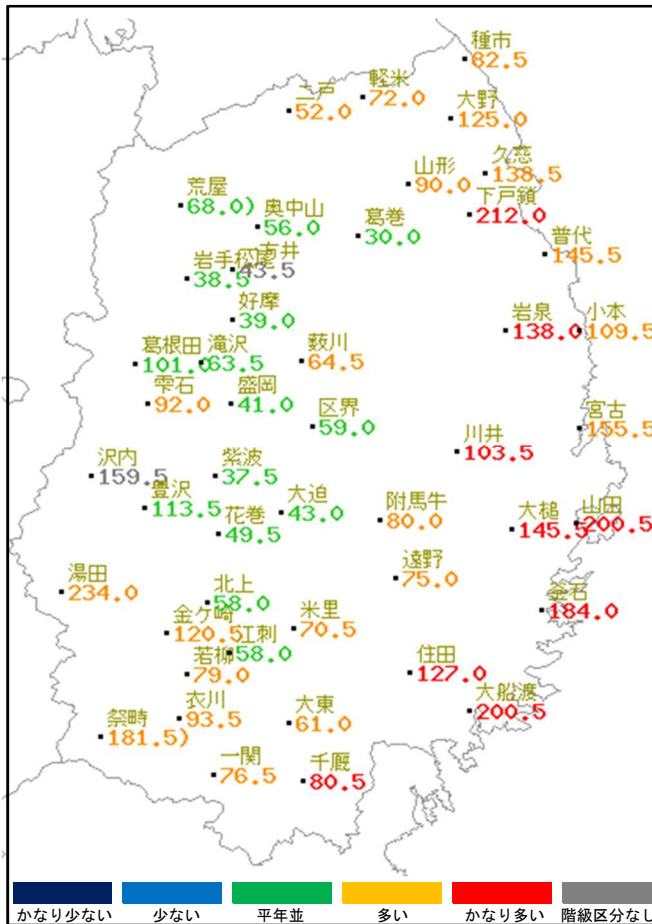 種市
82.5
軽米
72.0
二戸
52.0
大野
125.0
久慈
138.5
山形
90.0
下戸鎖
212.0
荒屋
68.0)
奥中山
56.0
葛巻
30.0
普代
145.5
一方井
43.5
岩手松尾
38.5
好摩
39.0
岩泉
138.0
小本
109.5
葛根田
101.0
滝沢
63.5
薮川
64.5
雫石
92.0
盛岡
41.0
区界
59.0
宮古
155.5
川井
103.5
沢内
159.5
紫波
37.5
豊沢
113.5
大迫
43.0
附馬牛
80.0
大槌
145.5
山田
200.5
花巻
49.5
遠野
75.0
湯田
234.0
北上
58.0
釜石
184.0
金ケ崎
120.5
米里
70.5
江刺
58.0
若柳
79.0
住田
127.0
大船渡
200.5
衣川
93.5
大東
61.0
祭畤
181.5)
一関
76.5
千厩
80.5
かなり少ない 少ない 平年並 多い かなり多い 階級区分なし